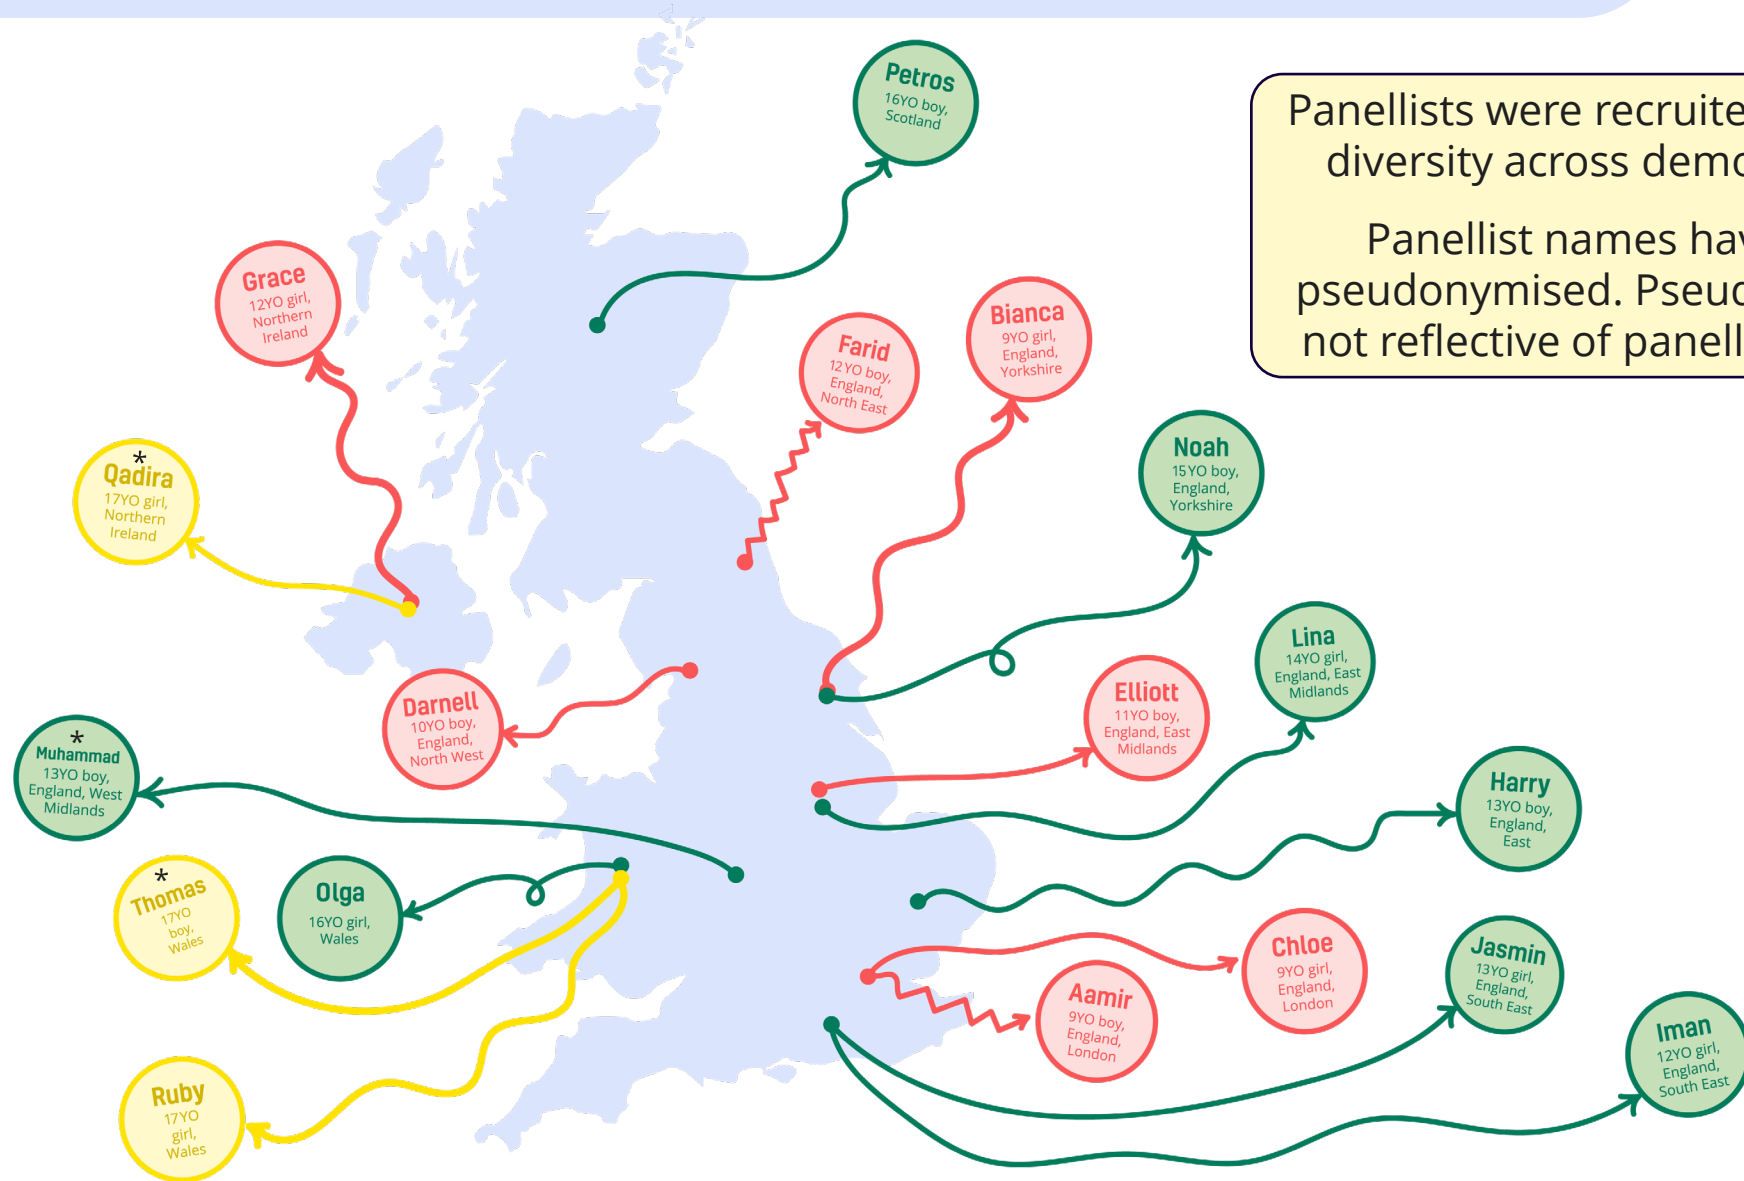 Petros
16YO boy,
Scotland
Panellists were recruite
diversity across demo
Panellist names hav
pseudonymised. Pseud
not reflective of panell
Grace
12YO girl,
Northern
Ireland
Farid
12YO boy,
England,
North East
Bianca
9YO girl,
England,
Yorkshire
*
Qadira
17YO girl,
Northern
Ireland
Noah
15YO boy,
England,
Yorkshire
Lina
14YO girl,
England, East
Midlands
Darnell
10YO boy,
England,
North West
Elliott
11YO boy,
England, East
Midlands
*
Muhammad
13YO boy,
England, West
Midlands
Harry
13YO boy,
England,
East
*
Thomas
17YO
boy,
Wales
Olga
16YO girl,
Wales
Chloe
9YO girl,
England,
London
Jasmin
13YO girl,
England,
South East
Aamir
9YO boy,
England,
London
Iman
12YO girl,
England,
South East
Ruby
17YO
girl,
Wales